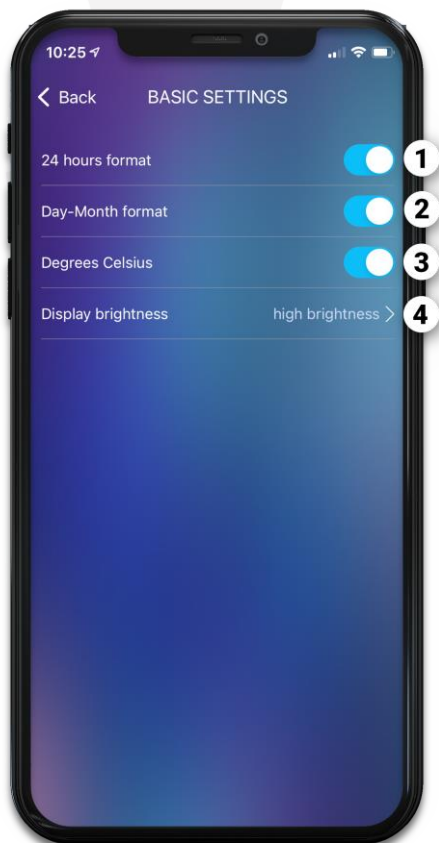 10:25
Back BASIC SETTINGS
24 hours format 1
Day-Month format 2
Degrees Celsius 3
Display brightness high brightness 4